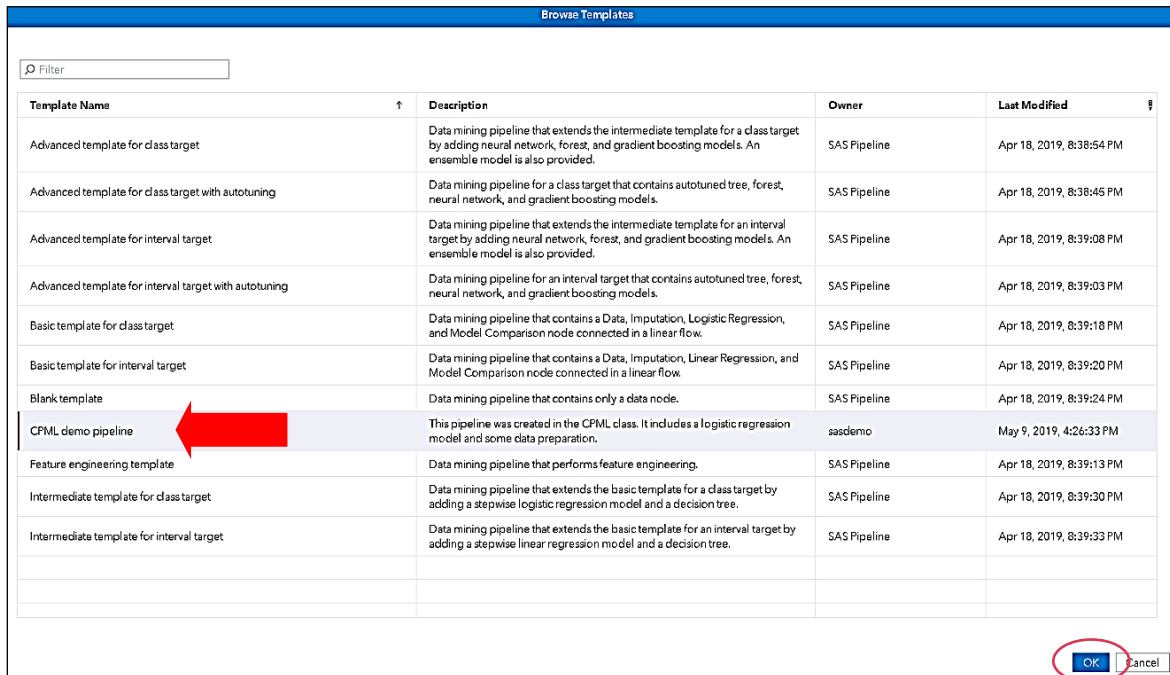 Browse Templates
Filter
Template Name ↑ Description Owner Last Modified
Advanced template for class target
Data mining pipeline that extends the intermediate template for a class target
by adding neural network, forest, and gradient boosting models. An
ensemble model is also provided.
SAS Pipeline
Apr 18, 2019, 8:38:54 PM
Advanced template for class target with autotuning
Data mining pipeline for a class target that contains autotuned tree, forest,
neural network, and gradient boosting models.
SAS Pipeline
Apr 18, 2019, 8:38:45 PM
Advanced template for interval target
Data mining pipeline that extends the intermediate template for an interval
target by adding neural network, forest, and gradient boosting models. An
ensemble model is also provided.
SAS Pipeline
Apr 18, 2019, 8:39:08 PM
Advanced template for interval target with autotuning
Data mining pipeline for an interval target that contains autotuned tree, forest,
neural network, and gradient boosting models.
SAS Pipeline
Apr 18, 2019, 8:39:03 PM
Basic template for class target
Data mining pipeline that contains a Data, Imputation, Logistic Regression,
and Model Comparison node connected in a linear flow.
SAS Pipeline
Apr 18, 2019, 8:39:18 PM
Basic template for interval target
Data mining pipeline that contains a Data, Imputation, Linear Regression, and
Model Comparison node connected in a linear flow.
SAS Pipeline
Apr 18, 2019, 8:39:20 PM
Blank template
Data mining pipeline that contains only a data node.
SAS Pipeline
Apr 18, 2019, 8:39:24 PM
CPML demo pipeline
This pipeline was created in the CPML class. It includes a logistic regression
model and some data preparation.
sasdemo
May 9, 2019, 4:26:33 PM
Feature engineering template
Data mining pipeline that performs feature engineering.
SAS Pipeline
Apr 18, 2019, 8:39:13 PM
Intermediate template for class target
Data mining pipeline that extends the basic template for a class target by
adding a stepwise logistic regression model and a decision tree.
SAS Pipeline
Apr 18, 2019, 8:39:30 PM
Intermediate template for interval target
Data mining pipeline that extends the basic template for an interval target by
adding a stepwise linear regression model and a decision tree.
SAS Pipeline
Apr 18, 2019, 8:39:33 PM
OK Cancel